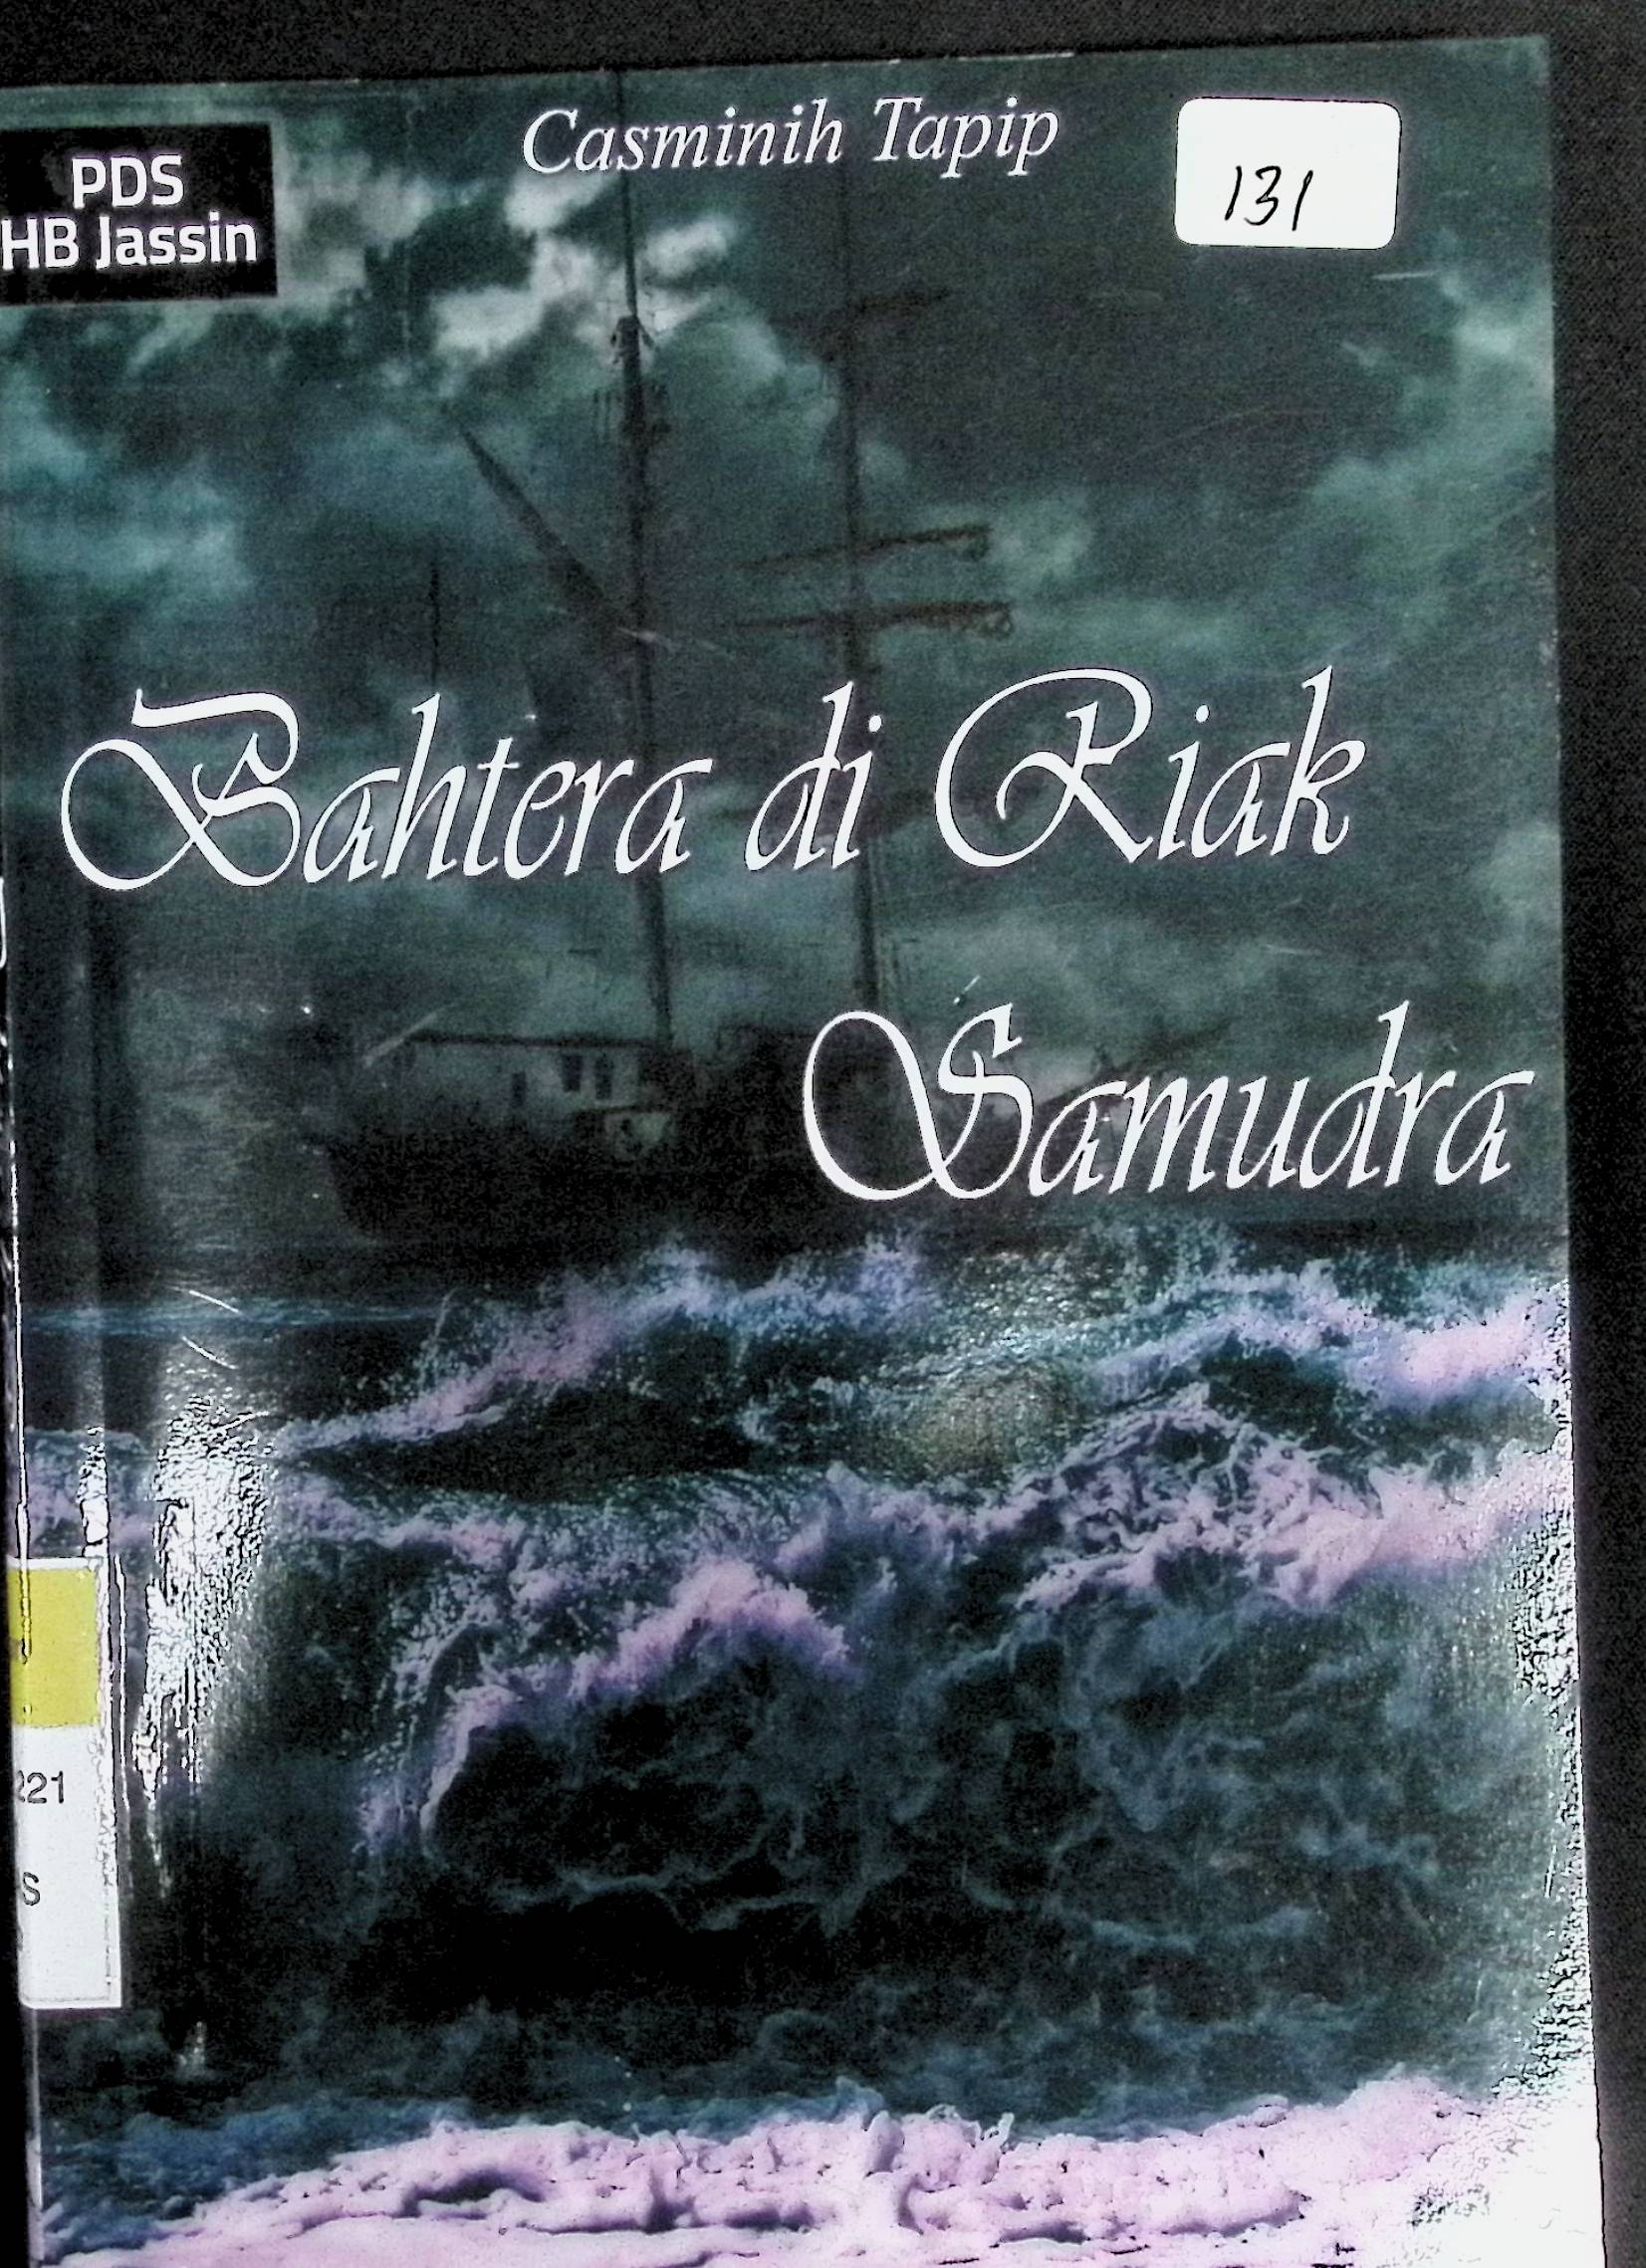 Casminih Tapip
PDS
HB Jassin
131
Bahtera di Riak
Samudra
221
S